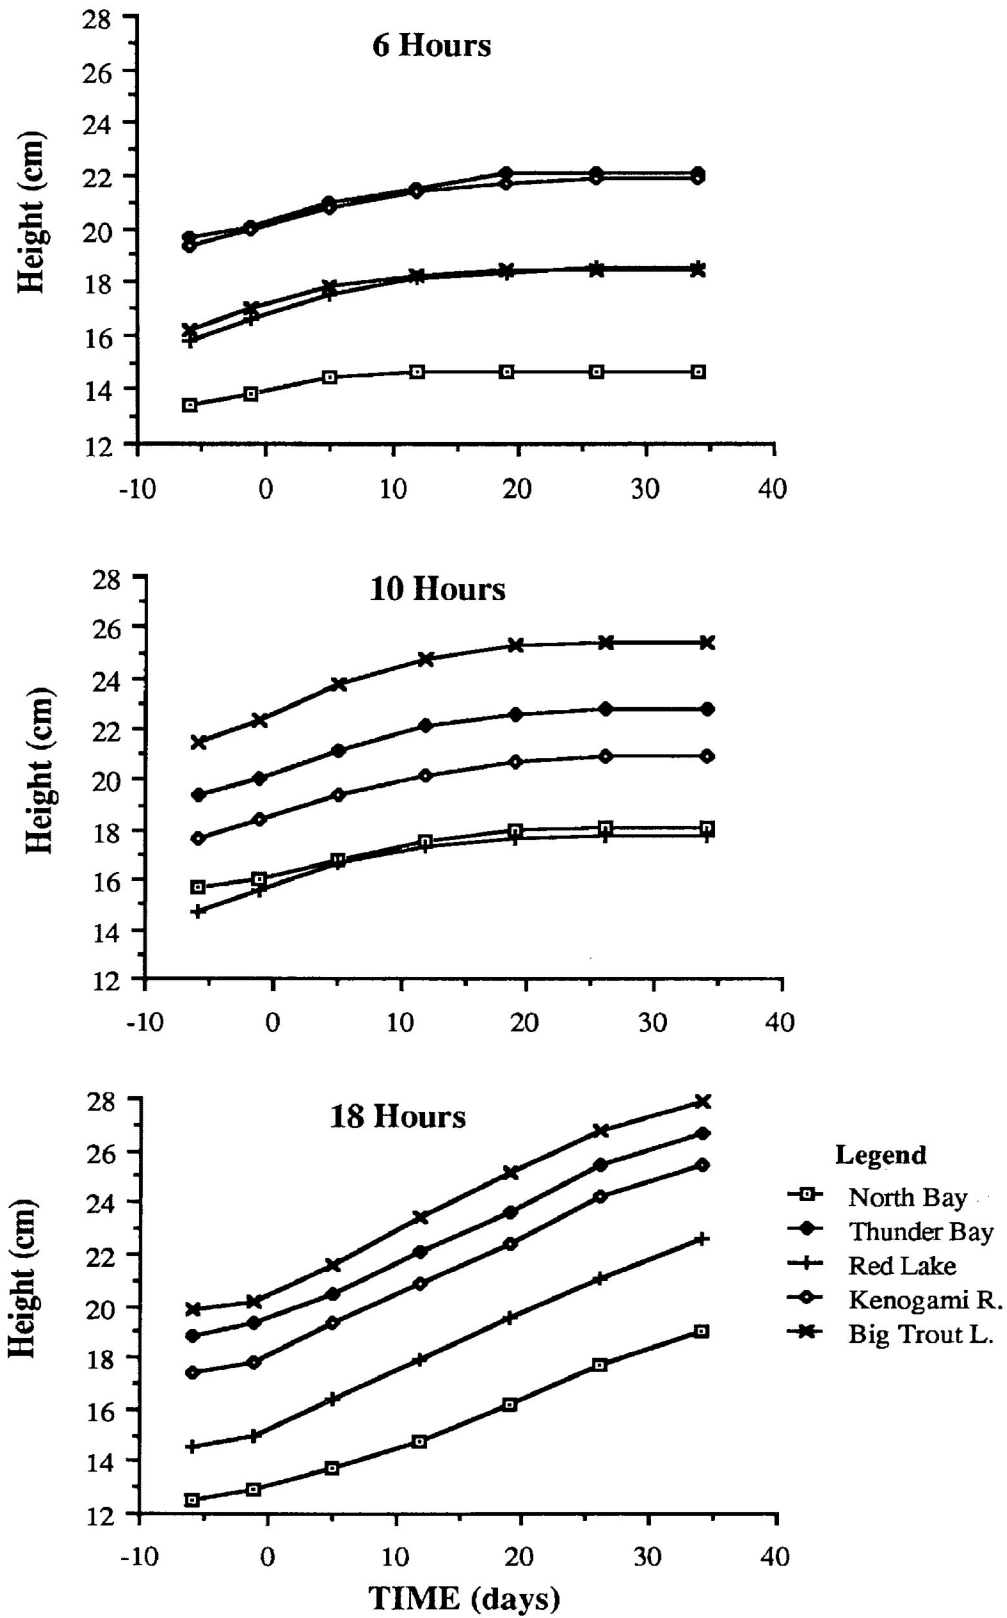 6 Hours
Height (cm)
28
26
24
22
20
18
16
14
12
-10 0 10 20 30 40
10 Hours
Height (cm)
28
26
24
22
20
18
16
14
12
-10 0 10 20 30 40
18 Hours
Height (cm)
28
26
24
22
20
18
16
14
12
-10 0 10 20 30 40
TIME (days)
Legend
North Bay
Thunder Bay
Red Lake
Kenogami R.
Big Trout L.